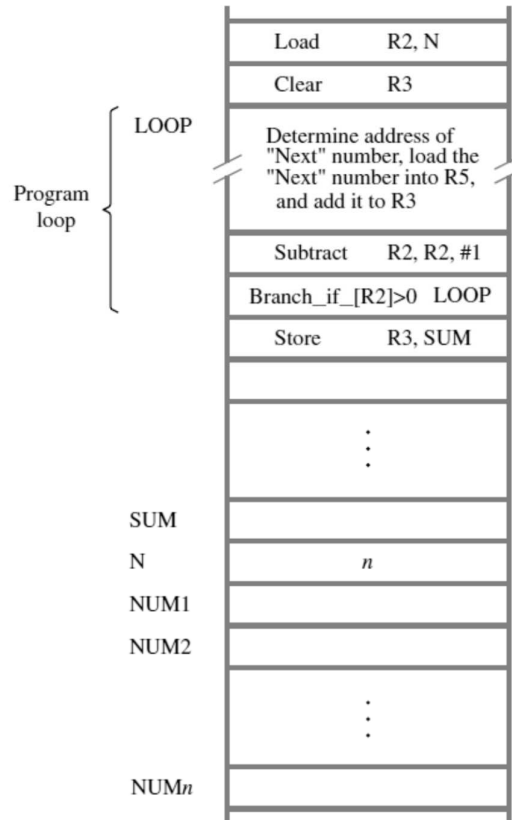 Load R2, N
Clear R3
LOOP
Determine address of
"Next" number, load the
"Next" number into R5,
and add it to R3
Program
loop
Subtract R2, R2, #1
Branch_if_[R2]>0 LOOP
Store R3, SUM
SUM
N n
NUM1
NUM2
NUMn